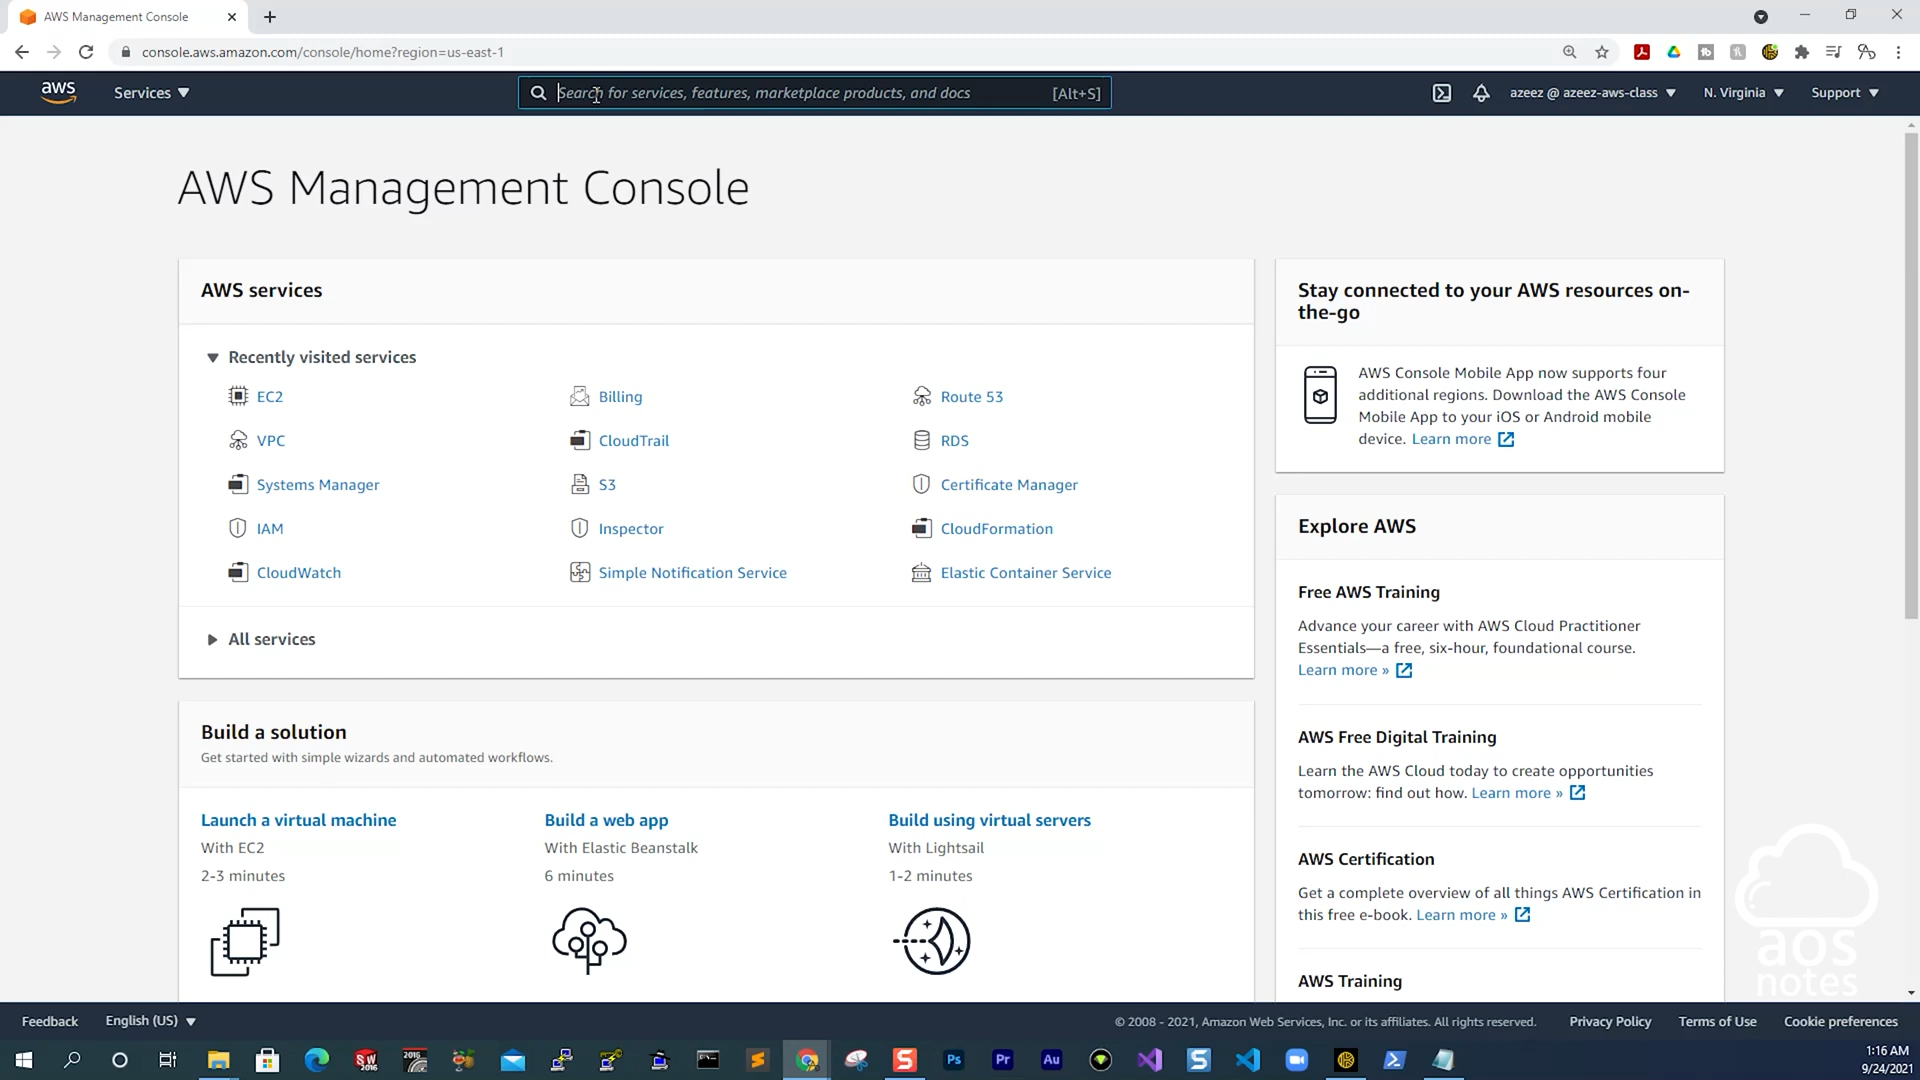 AWS Management Console
console.aws.amazon.com/console/home?region=us-east-1
aws
Services
Search for services, features, marketplace products, and docs
[Alt+S]
azeez @ azeez-aws-class
N. Virginia
Support
AWS Management Console
AWS services
Recently visited services
EC2
Billing
Route 53
VPC
CloudTrail
RDS
Systems Manager
S3
Certificate Manager
IAM
Inspector
CloudFormation
CloudWatch
Simple Notification Service
Elastic Container Service
All services
Build a solution
Get started with simple wizards and automated workflows.
Launch a virtual machine
With EC2
2-3 minutes
Build a web app
With Elastic Beanstalk
6 minutes
Build using virtual servers
With Lightsail
1-2 minutes
Stay connected to your AWS resources on-
the-go
AWS Console Mobile App now supports four
additional regions. Download the AWS Console
Mobile App to your iOS or Android mobile
device. Learn more
Explore AWS
Free AWS Training
Advance your career with AWS Cloud Practitioner
Essentials—a free, six-hour, foundational course.
Learn more »
AWS Free Digital Training
Learn the AWS Cloud today to create opportunities
tomorrow: find out how. Learn more »
AWS Certification
Get a complete overview of all things AWS Certification in
this free e-book. Learn more »
AWS Training
aos
notes
Feedback
English (US)
© 2008 - 2021, Amazon Web Services, Inc. or its affiliates. All rights reserved.
Privacy Policy
Terms of Use
Cookie preferences
SW
2016
2016
S
Ps
Pr
Au
S
1:16 AM
9/24/2021